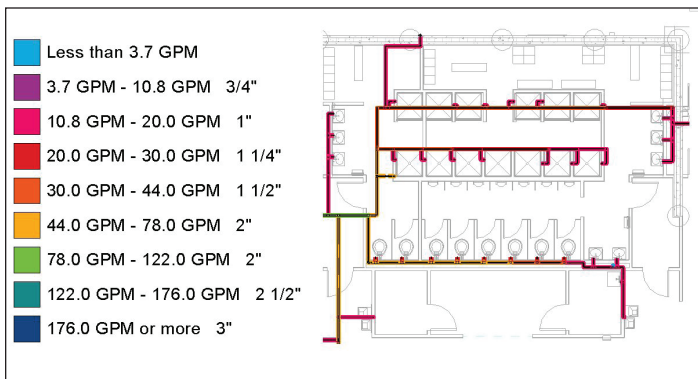 Less than 3.7 GPM
3.7 GPM - 10.8 GPM 3/4"
10.8 GPM - 20.0 GPM 1"
20.0 GPM - 30.0 GPM 1 1/4"
30.0 GPM - 44.0 GPM 1 1/2"
44.0 GPM - 78.0 GPM 2"
78.0 GPM - 122.0 GPM 2"
122.0 GPM - 176.0 GPM 2 1/2"
176.0 GPM or more 3"